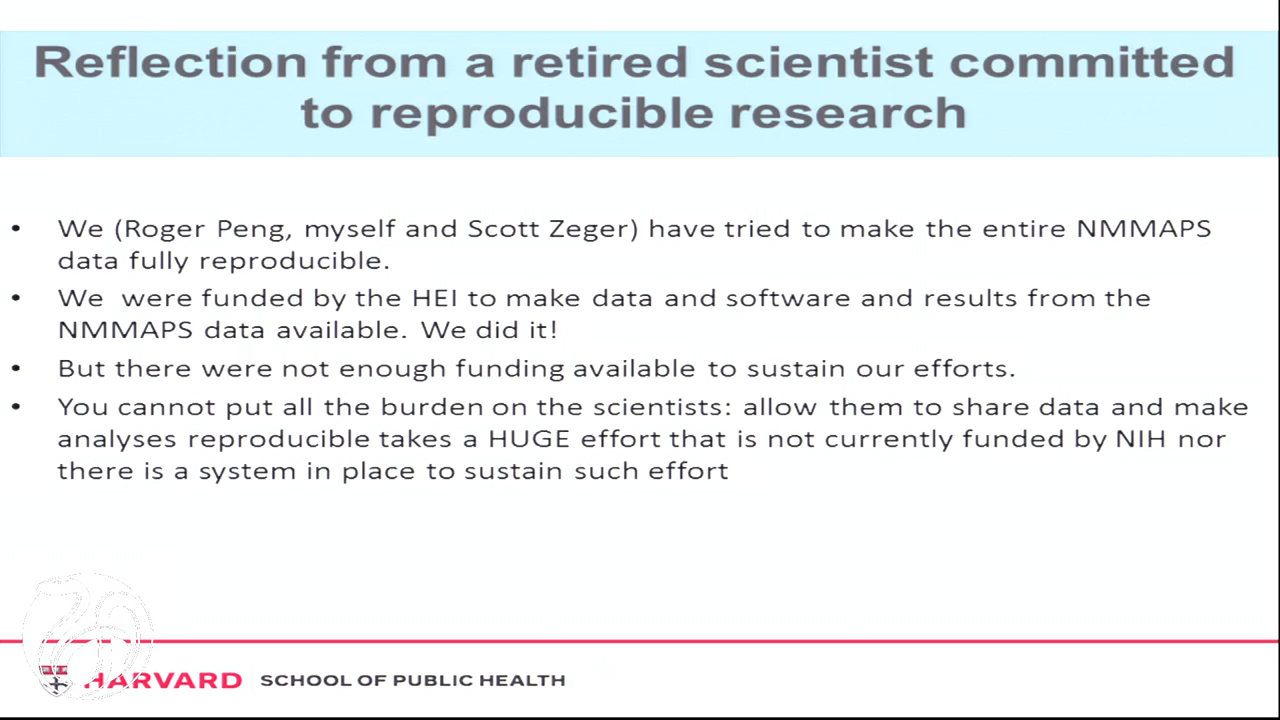 Reflection from a retired scientist committed
to reproducible research
• We (Roger Peng, myself and Scott Zeger) have tried to make the entire NMMAPS
data fully reproducible.
• We were funded by the HEI to make data and software and results from the
NMMAPS data available. We did it!
• But there were not enough funding available to sustain our efforts.
• You cannot put all the burden on the scientists: allow them to share data and make
analyses reproducible takes a HUGE effort that is not currently funded by NIH nor
there is a system in place to sustain such effort
HARVARD SCHOOL OF PUBLIC HEALTH